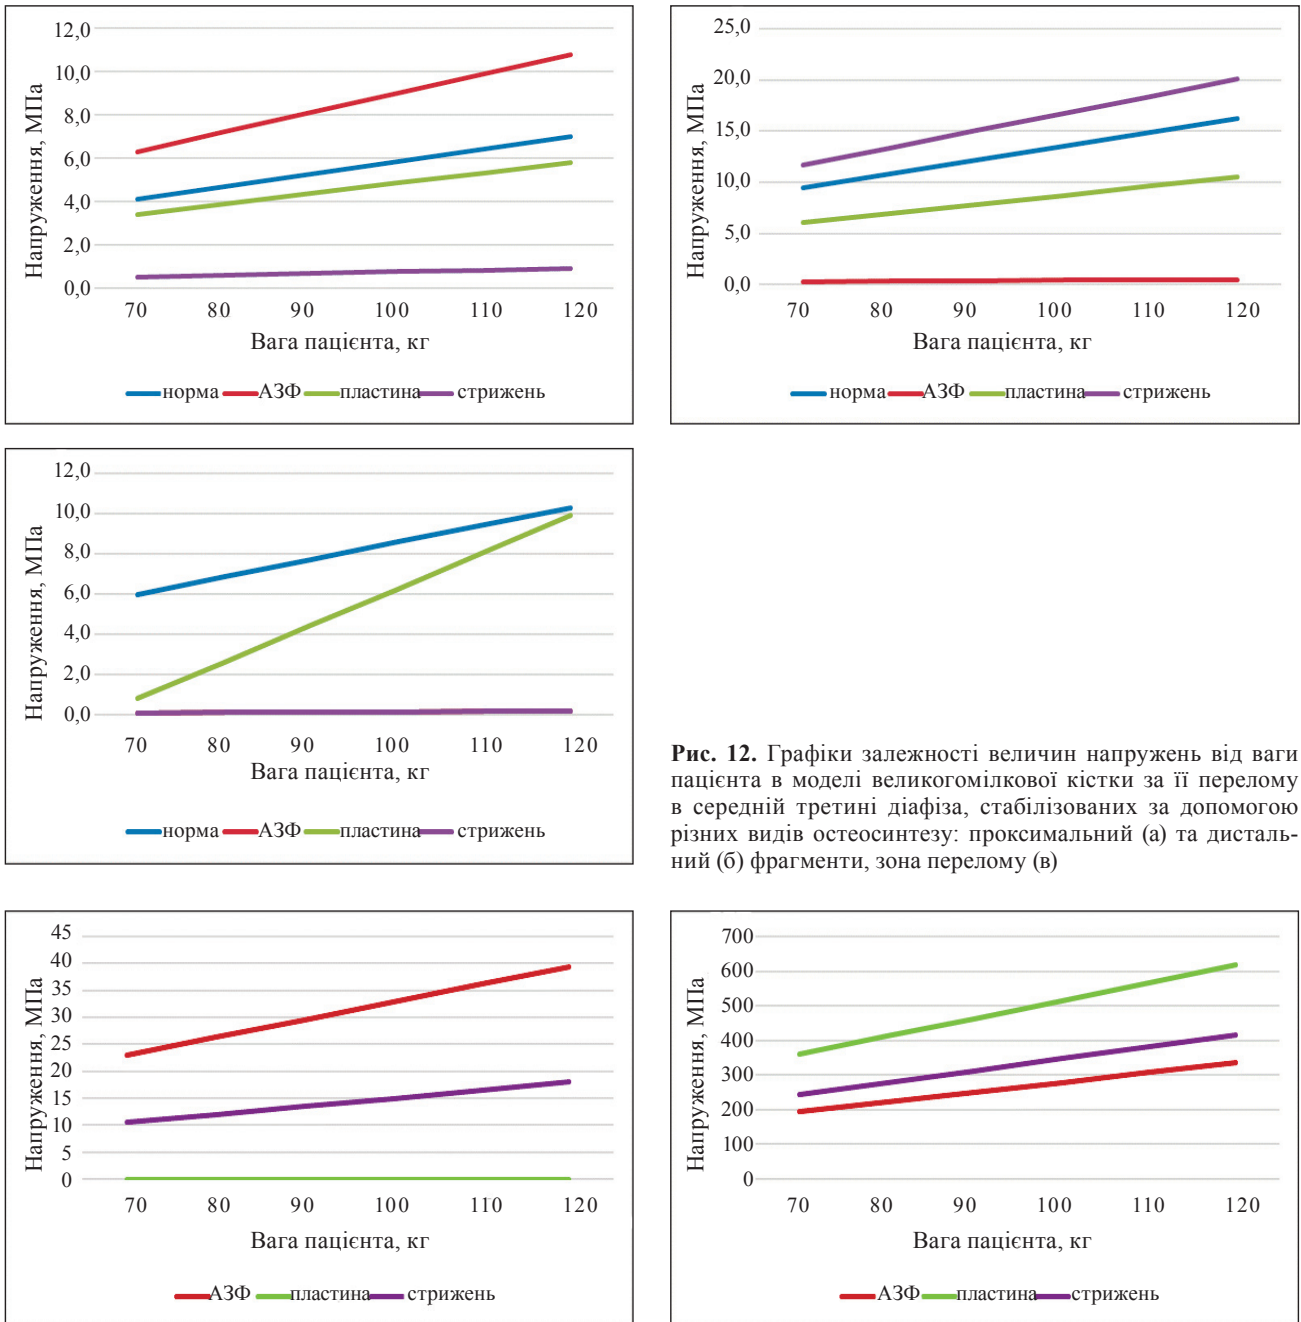 12,0
10,0
8,0
6,0
4,0
2,0
0,0
Напруження, МПа
70 80 90 100 110 120
Вага пацієнта, кг
норма АЗФ пластина стрижень
25,0
20,0
15,0
10,0
5,0
0,0
Напруження, МПа
70 80 90 100 110 120
Вага пацієнта, кг
норма АЗФ пластина стрижень
12,0
10,0
8,0
6,0
4,0
2,0
0,0
Напруження, МПа
70 80 90 100 110 120
Вага пацієнта, кг
норма АЗФ пластина стрижень
Рис. 12. Графіки залежності величин напружень від ваги
пацієнта в моделі великогомілкової кістки за її перелому
в середній третині діафіза, стабілізованих за допомогою
різних видів остеосинтезу: проксимальний (а) та дисталь-
ний (б) фрагменти, зона перелому (в)
45
40
35
30
25
20
15
10
5
0
Напруження, МПа
70 80 90 100 110 120
Вага пацієнта, кг
АЗФ пластина стрижень
700
600
500
400
300
200
100
0
Напруження, МПа
70 80 90 100 110 120
Вага пацієнта, кг
АЗФ пластина стрижень